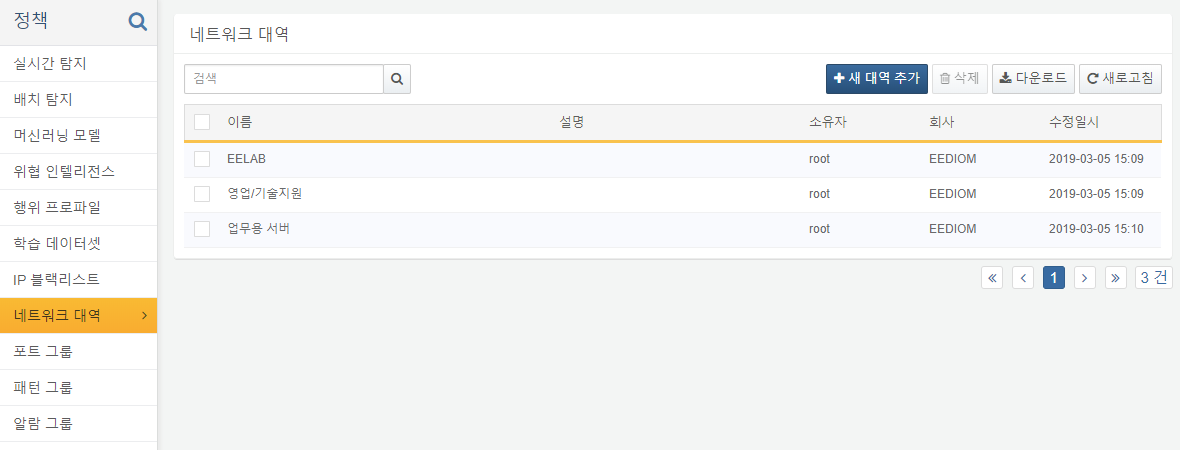 정책
실시간 탐지
배치 탐지
머신러닝 모델
위협 인텔리전스
행위 프로파일
학습 데이터셋
IP 블랙리스트
네트워크 대역
포트 그룹
패턴 그룹
알람 그룹
네트워크 대역
검색 새 대역 추가 삭제 다운로드 새로고침
이름 설명 소유자 회사 수정일시
EELAB root EEDIOM 2019-03-05 15:09
영업/기술지원 root EEDIOM 2019-03-05 15:09
업무용 서버 root EEDIOM 2019-03-05 15:10
« ‹ 1 › » 3 건